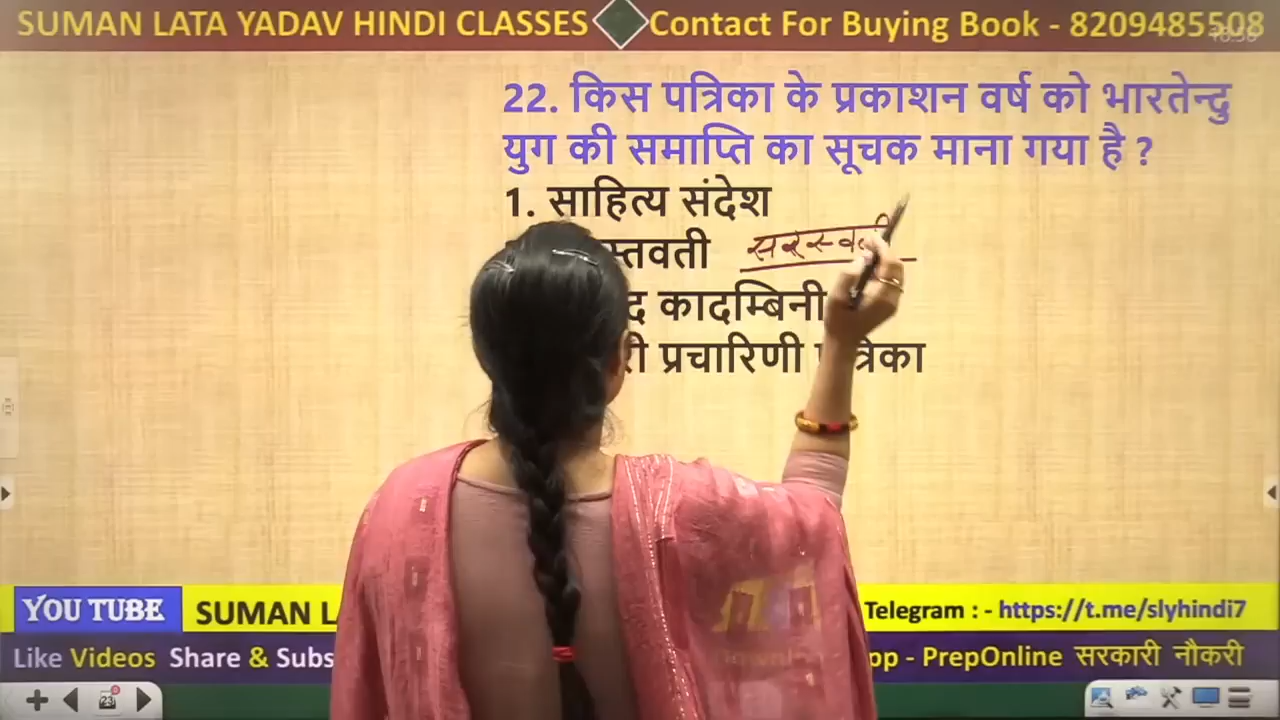 SUMAN LATA YADAV HINDI CLASSES Contact For Buying Book - 8209485508
22. किस पत्रिका के प्रकाशन वर्ष को भारतेन्दु
युग की समाप्ति का सूचक माना गया है ?
1. साहित्य संदेश
स्तवती सरस्वती
द कादम्बिनी
री प्रचारिणी त्रिका
YOU TUBE SUMAN L Telegram : - https://t.me/slyhindi7
Like Videos Share & Subs pp - PrepOnline सरकारी नौकरी
23